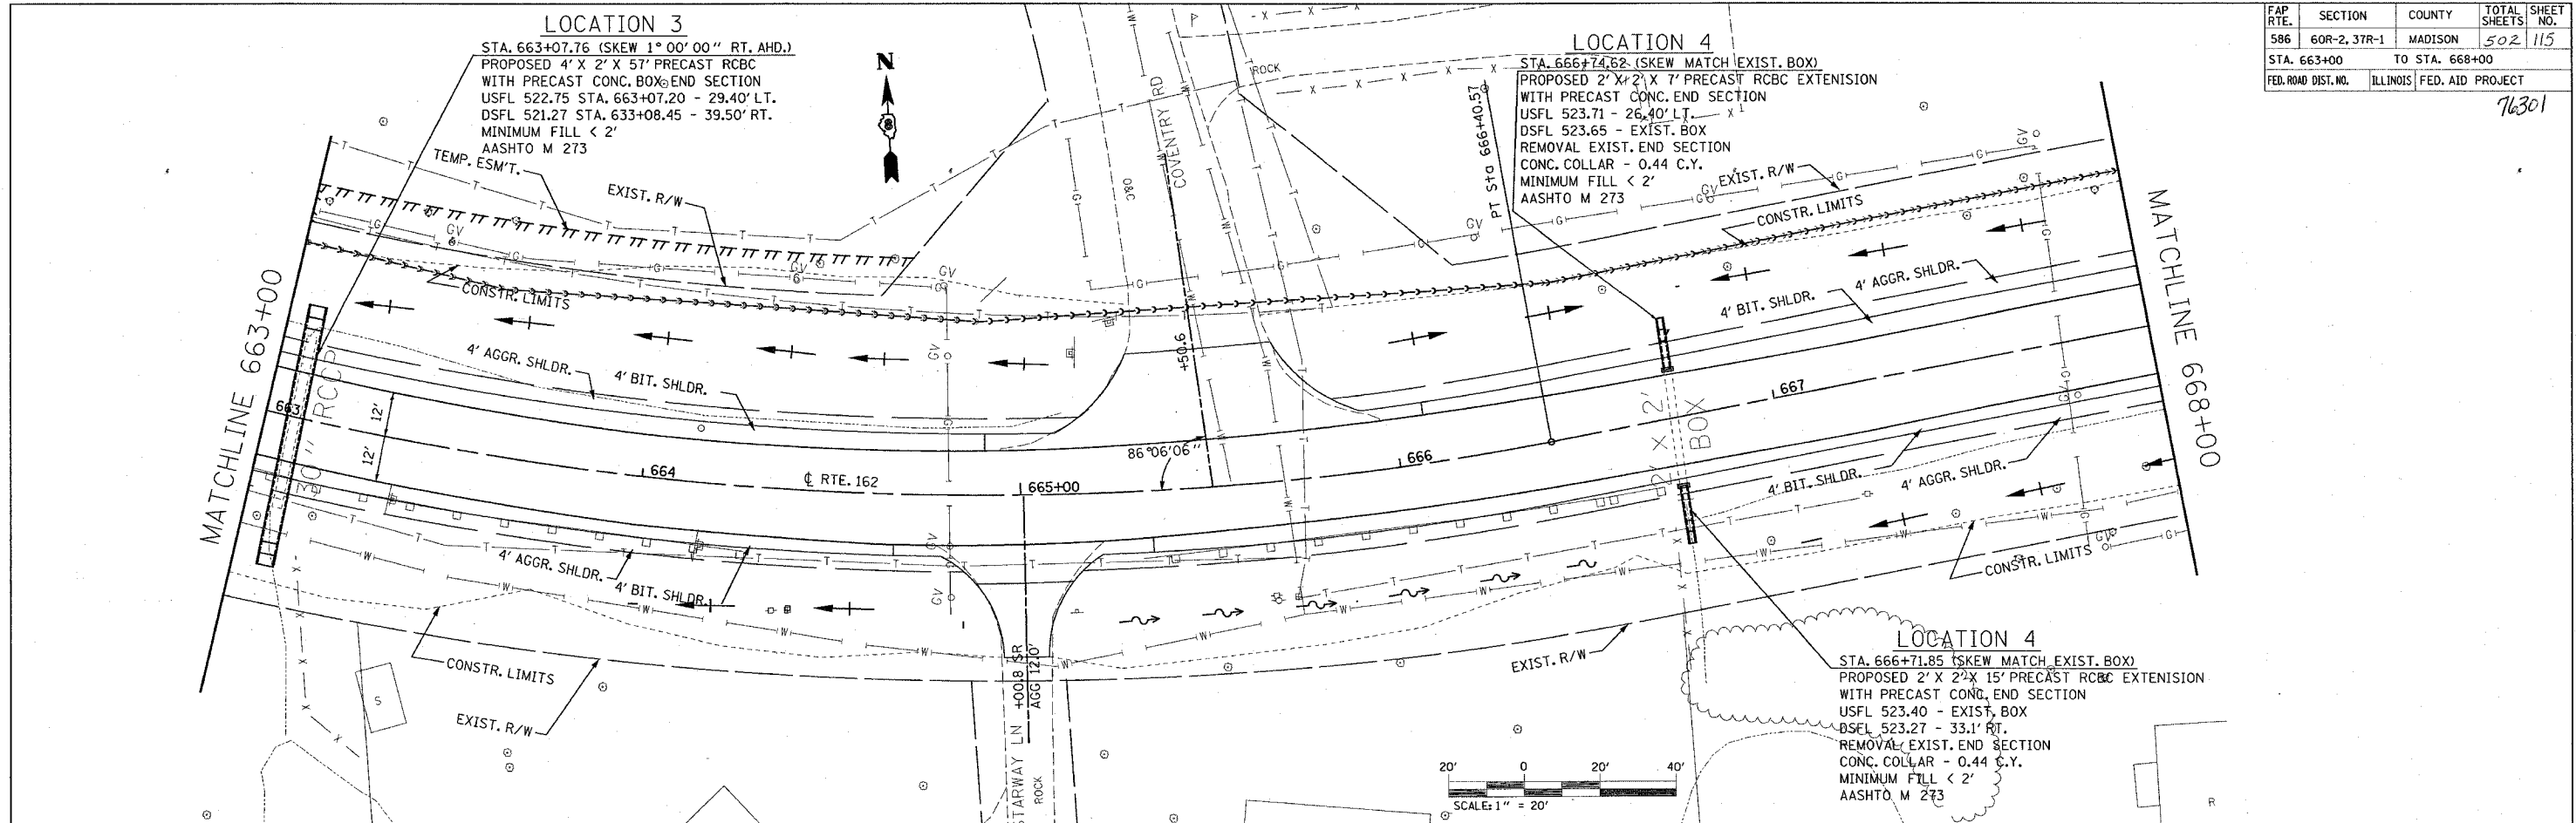 LOCATION 3
STA. 663+07.76 (SKEW 1° 00' 00" RT. AHD.)
PROPOSED 4' X 2' X 57' PRECAST RCBC
WITH PRECAST CONC. BOX END SECTION
USFL 522.75 STA. 663+07.20 - 29.40' LT.
DSFL 521.27 STA. 633+08.45 - 39.50' RT.
MINIMUM FILL < 2'
AASHTO M 273
TEMP. ESM'T.
EXIST. R/W
N
COVENTRY RD
O&C
P
ROCK
LOCATION 4
STA. 666+74.62 (SKEW MATCH EXIST. BOX)
PROPOSED 2' X 2' X 7' PRECAST RCBC EXTENISION
WITH PRECAST CONC. END SECTION
USFL 523.71 - 26.40' LT.
DSFL 523.65 - EXIST. BOX
REMOVAL EXIST. END SECTION
CONC. COLLAR - 0.44 C.Y.
MINIMUM FILL < 2'
AASHTO M 273
PT Sta 666+40.57
EXIST. R/W
CONSTR. LIMITS
FAP RTE. SECTION COUNTY TOTAL SHEETS SHEET NO.
586 60R-2, 37R-1 MADISON 502 115
STA. 663+00 TO STA. 668+00
FED. ROAD DIST. NO. ILLINOIS FED. AID PROJECT
76301
MATCHLINE 663+00
MATCHLINE 668+00
CONSTR. LIMITS
4' AGGR. SHLDR.
4' BIT. SHLDR.
4' BIT. SHLDR.
4' AGGR. SHLDR.
663
30" RCCP
12'
12'
664
℄ RTE. 162
665+00
+50.6
86°06'06"
666
667
2' X 2'
BOX
4' AGGR. SHLDR.
4' BIT. SHLDR.
4' BIT. SHLDR.
4' AGGR. SHLDR.
CONSTR. LIMITS
EXIST. R/W
S
STARWAY LN
ROCK
+00.8 SR
AGG 12.0'
P
EXIST. R/W
CONSTR. LIMITS
LOCATION 4
STA. 666+71.85 (SKEW MATCH EXIST. BOX)
PROPOSED 2' X 2' X 15' PRECAST RCBC EXTENISION
WITH PRECAST CONC. END SECTION
USFL 523.40 - EXIST. BOX
DSFL 523.27 - 33.1' RT.
REMOVAL EXIST. END SECTION
CONC. COLLAR - 0.44 C.Y.
MINIMUM FILL < 2'
AASHTO M 273
R
20' 0 20' 40'
SCALE: 1" = 20'